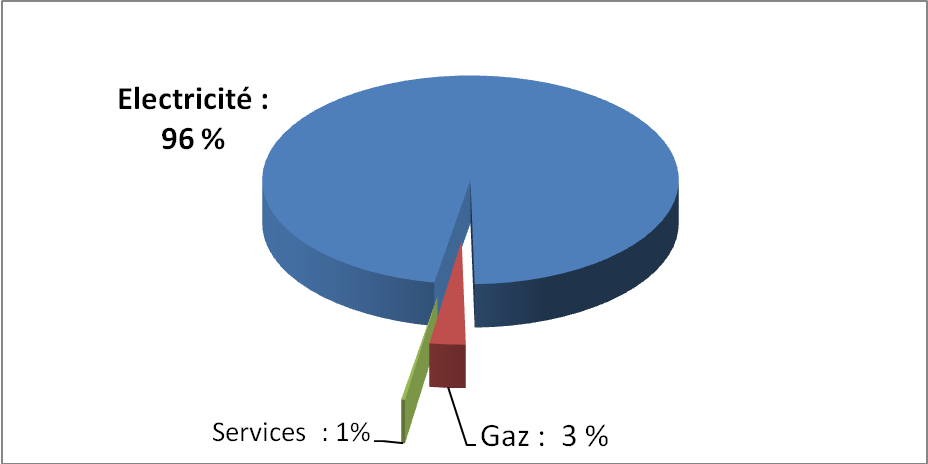 Electricité :
96 %
Services : 1%
Gaz : 3 %